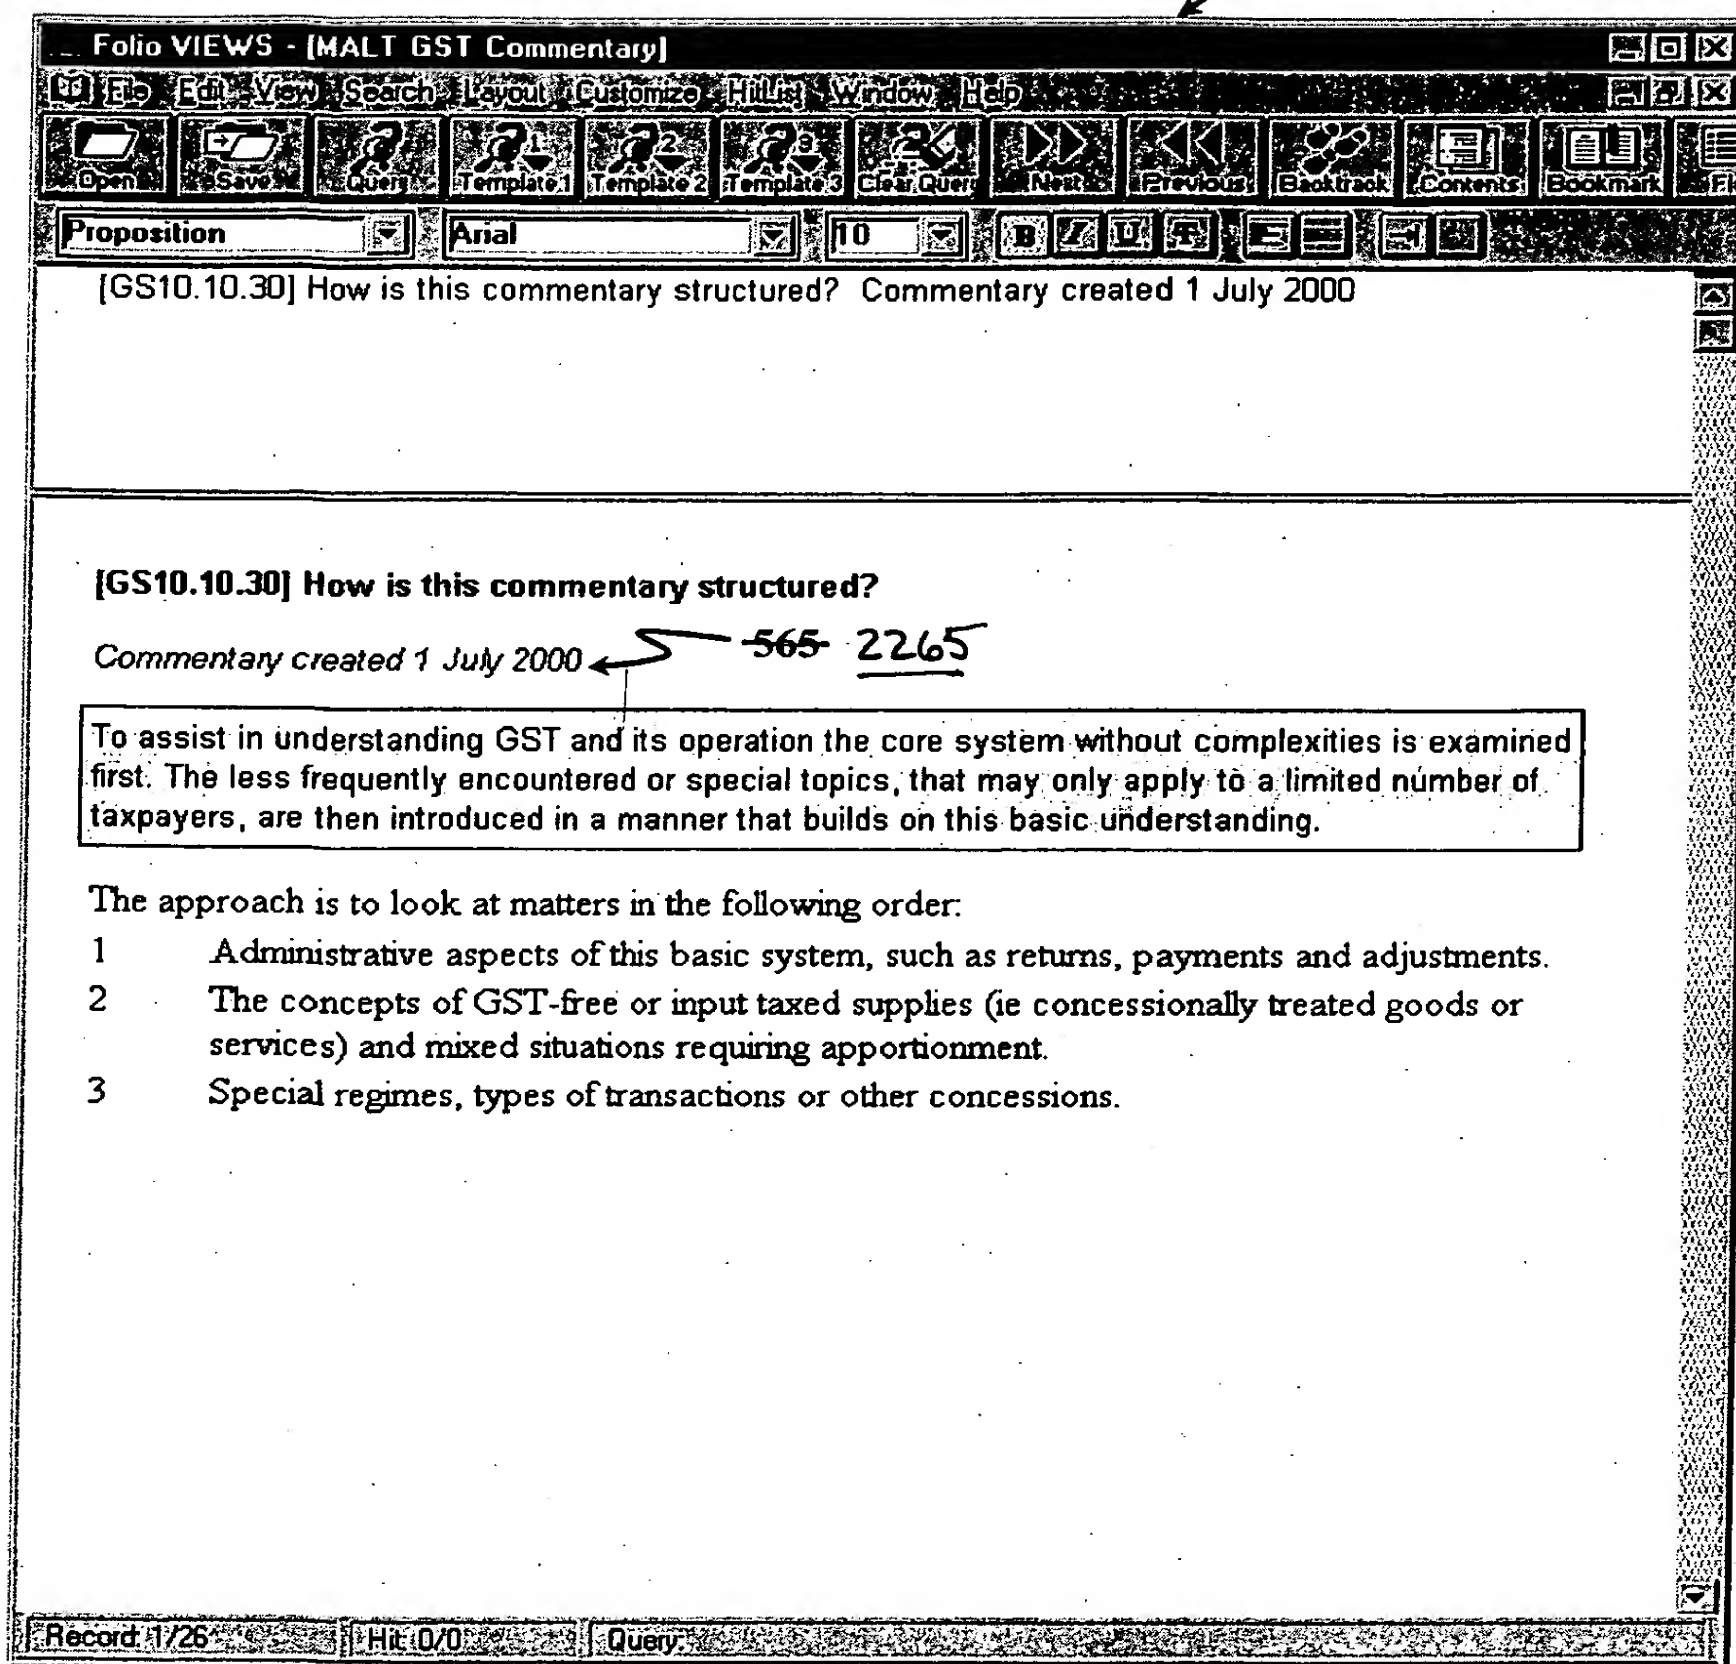 Folio VIEWS - [MALT GST Commentary]
File Edit View Search Layout Customize HitList Window Help
Open Save Query Template 1 Template 2 Template 3 Clear Query Next Previous Backtrack Contents Bookmark
Proposition Arial 10 B I U T
[GS10.10.30] How is this commentary structured? Commentary created 1 July 2000
[GS10.10.30] How is this commentary structured?
Commentary created 1 July 2000 565 2265
To assist in understanding GST and its operation the core system without complexities is examined
first. The less frequently encountered or special topics, that may only apply to a limited number of
taxpayers, are then introduced in a manner that builds on this basic understanding.
The approach is to look at matters in the following order:
1 Administrative aspects of this basic system, such as returns, payments and adjustments.
2 The concepts of GST-free or input taxed supplies (ie concessionally treated goods or
services) and mixed situations requiring apportionment.
3 Special regimes, types of transactions or other concessions.
Record: 1/26 Hit: 0/0 Query: